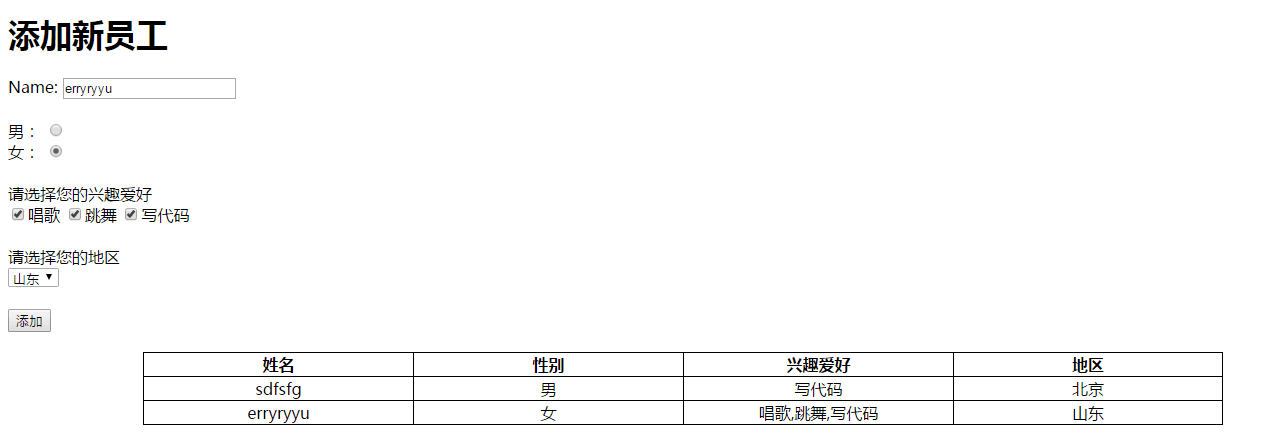 添加新员工
Name: erryryyu
男：
女：
请选择您的兴趣爱好
唱歌 跳舞 写代码
请选择您的地区
山东
添加
姓名 性别 兴趣爱好 地区
sdfsfg 男 写代码 北京
erryryyu 女 唱歌,跳舞,写代码 山东